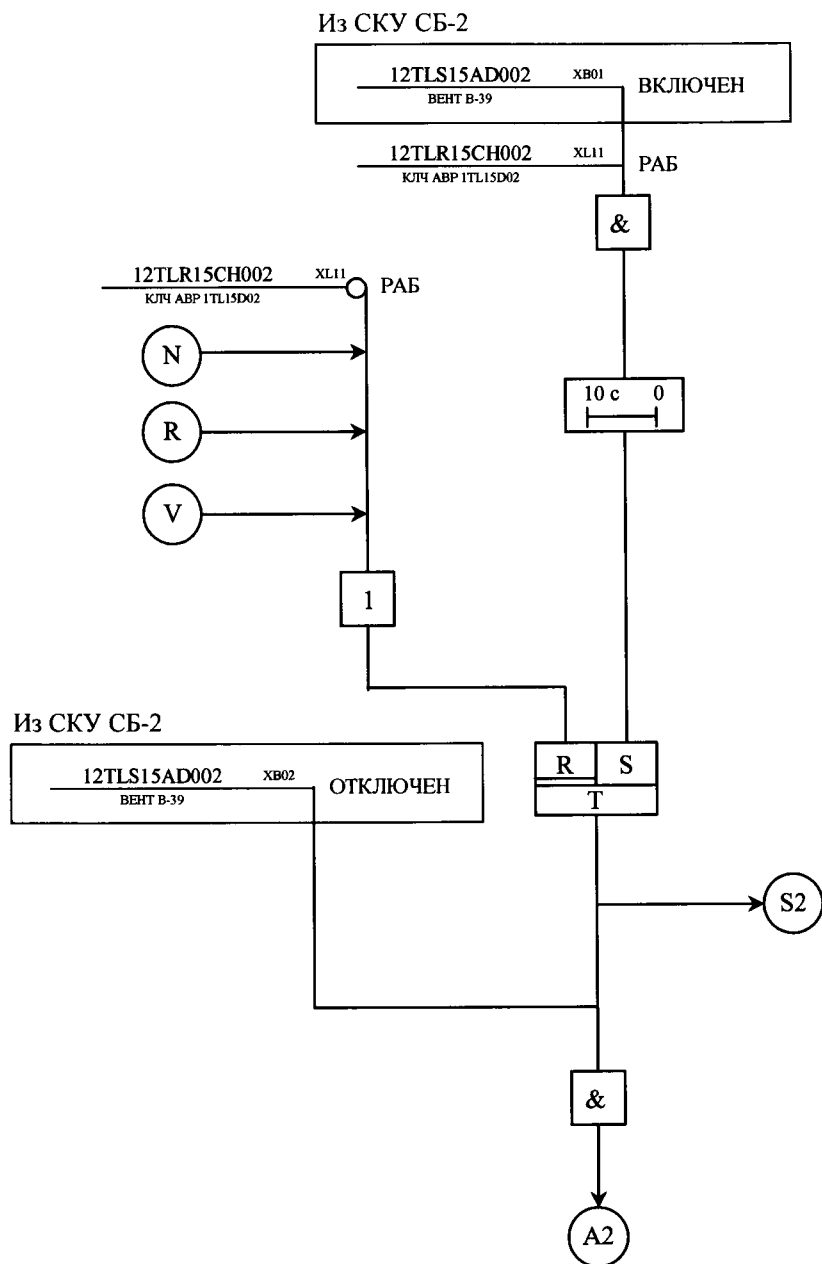 Из СКУ СБ-2
12TLS15AD002 XB01 ВКЛЮЧЕН
ВЕНТ В-39
12TLR15CH002 XL11 РАБ
КЛЧ АВР 1TL15D02
&
12TLR15CH002 XL11 РАБ
КЛЧ АВР 1TL15D02
N
R
10 с 0
V
1
Из СКУ СБ-2
R S
12TLS15AD002 XB02 ОТКЛЮЧЕН
ВЕНТ В-39
T
S2
&
A2